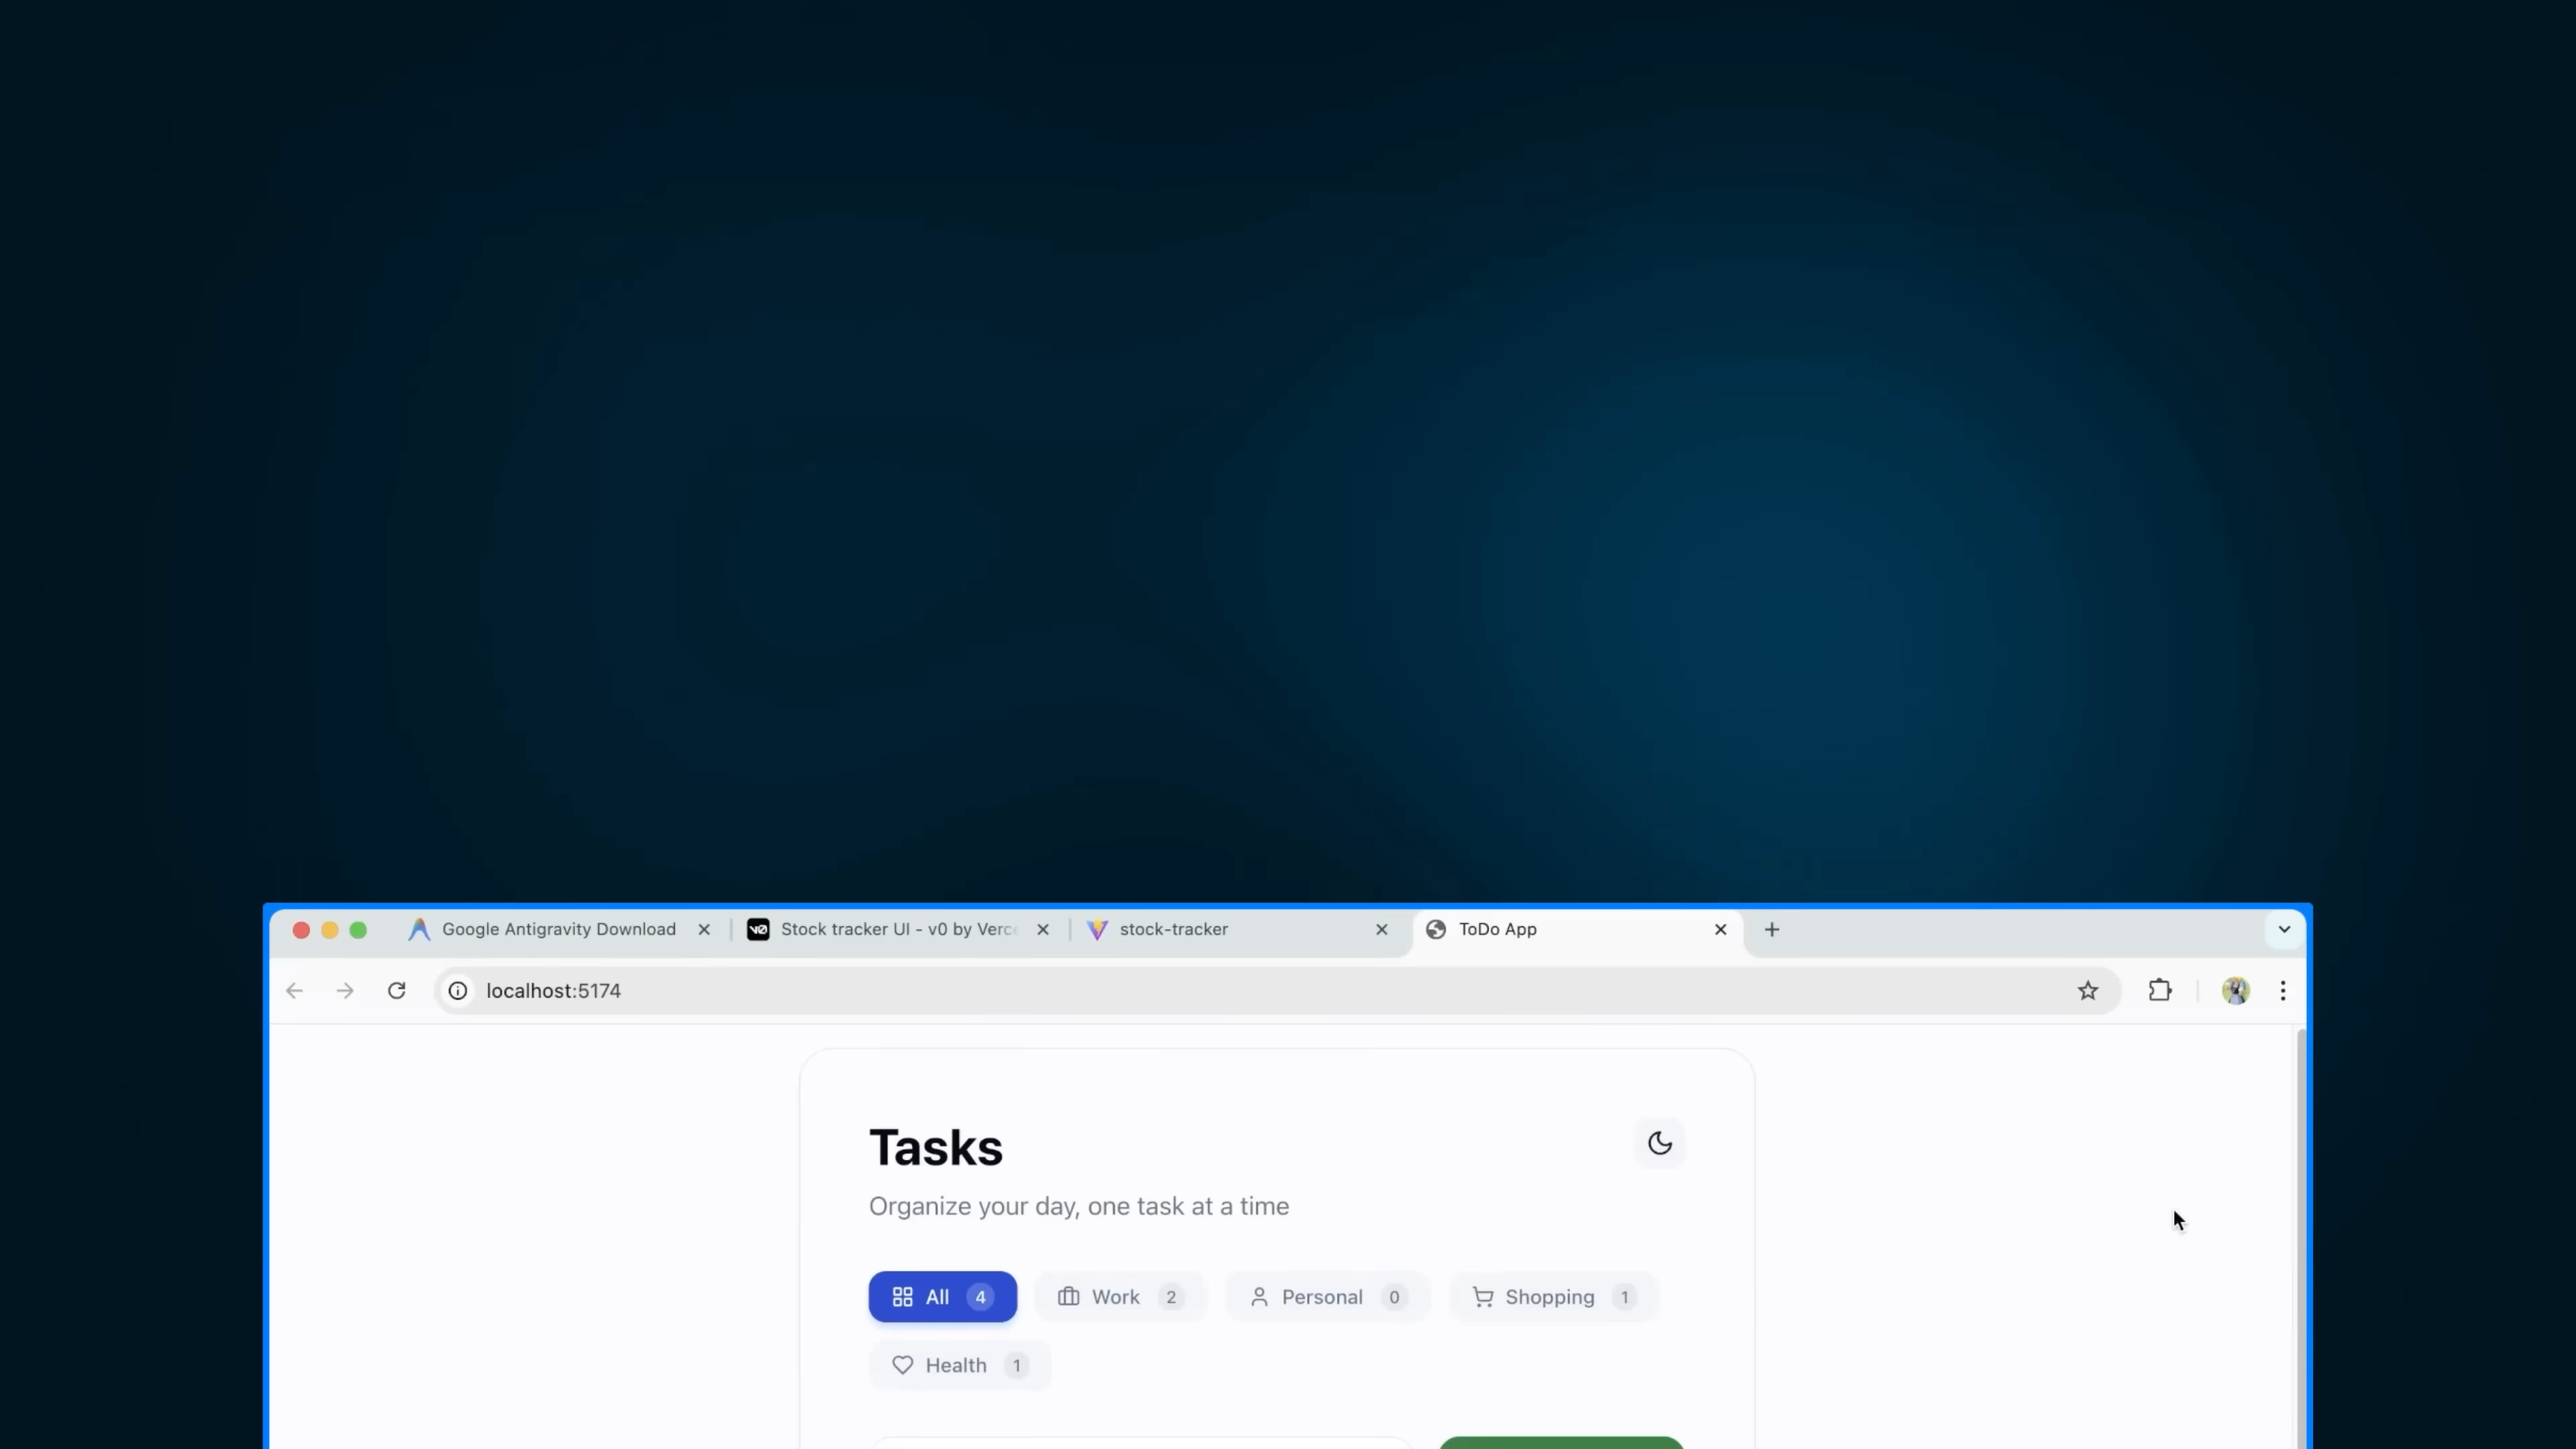 Google Antigravity Download
v0 Stock tracker UI - v0 by Verc
stock-tracker
ToDo App
localhost:5174
Tasks
Organize your day, one task at a time
All 4
Work 2
Personal 0
Shopping 1
Health 1